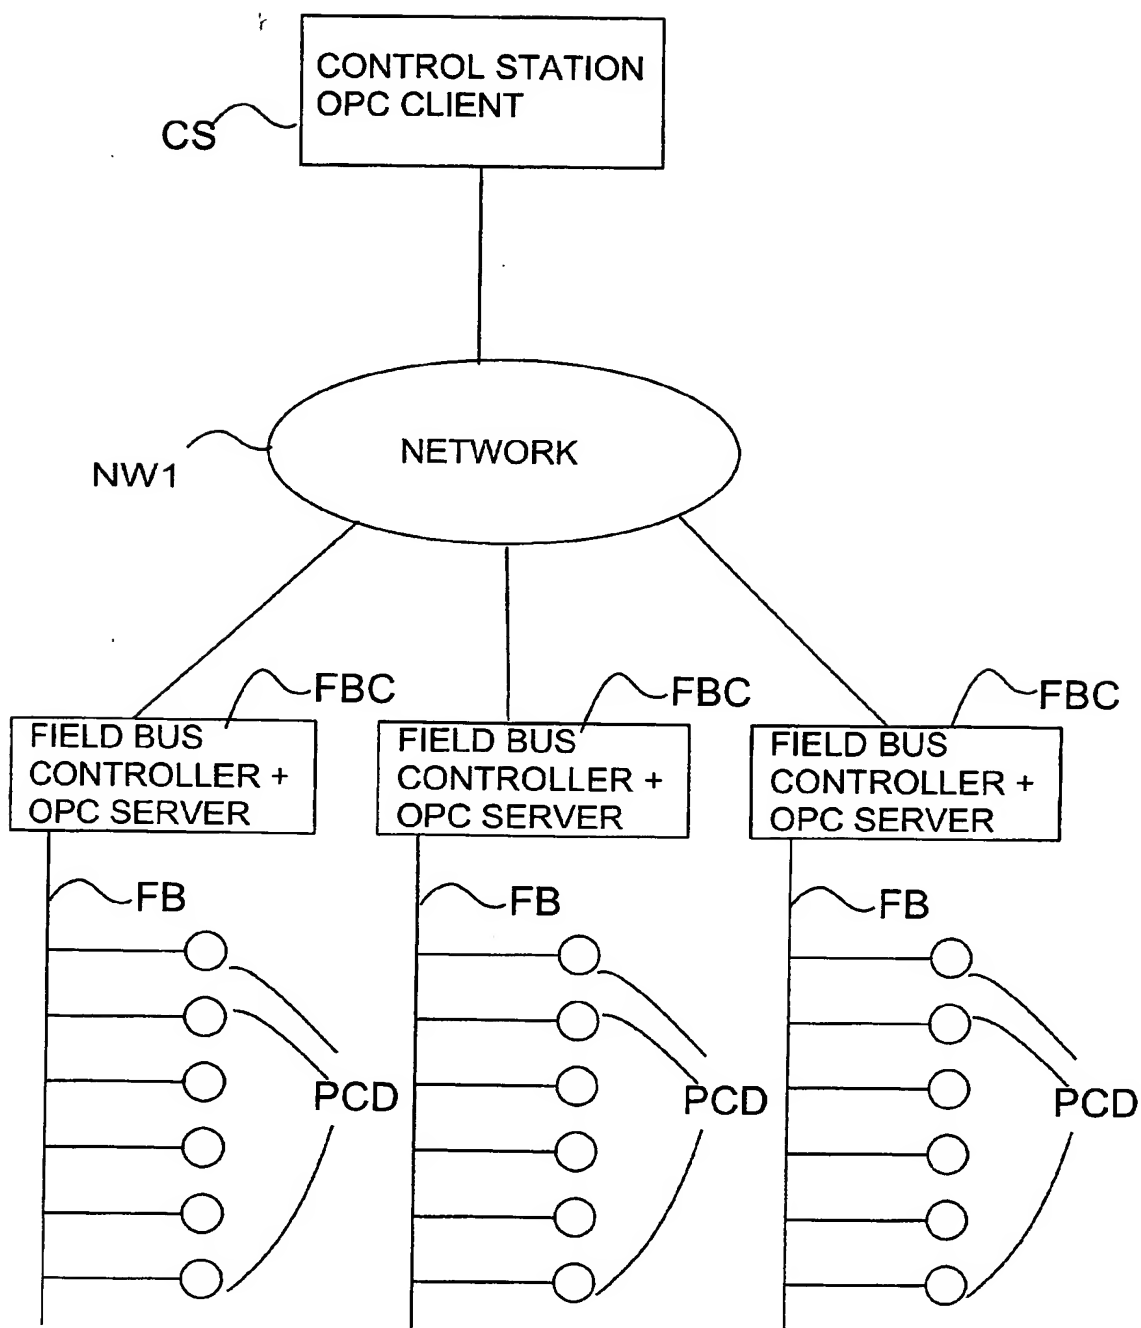 CONTROL STATION
OPC CLIENT
CS
NETWORK
NW1
FBC
FBC
FBC
FIELD BUS
CONTROLLER +
OPC SERVER
FIELD BUS
CONTROLLER +
OPC SERVER
FIELD BUS
CONTROLLER +
OPC SERVER
FB
FB
FB
PCD
PCD
PCD